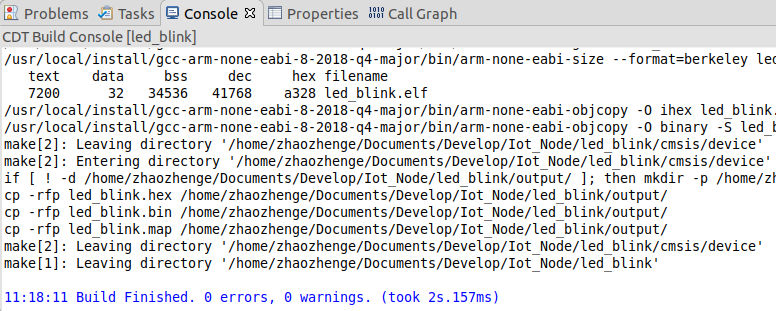 Problems Tasks Console Properties Call Graph
CDT Build Console [led_blink]
/usr/local/install/gcc-arm-none-eabi-8-2018-q4-major/bin/arm-none-eabi-size --format=berkeley led
text data bss dec hex filename
7200 32 34536 41768 a328 led_blink.elf
/usr/local/install/gcc-arm-none-eabi-8-2018-q4-major/bin/arm-none-eabi-objcopy -O ihex led_blink.
/usr/local/install/gcc-arm-none-eabi-8-2018-q4-major/bin/arm-none-eabi-objcopy -O binary -S led_b
make[2]: Leaving directory '/home/zhaozhenge/Documents/Develop/Iot_Node/led_blink/cmsis/device'
make[2]: Entering directory '/home/zhaozhenge/Documents/Develop/Iot_Node/led_blink/cmsis/device'
if [ ! -d /home/zhaozhenge/Documents/Develop/Iot_Node/led_blink/output/ ]; then mkdir -p /home/zh
cp -rfp led_blink.hex /home/zhaozhenge/Documents/Develop/Iot_Node/led_blink/output/
cp -rfp led_blink.bin /home/zhaozhenge/Documents/Develop/Iot_Node/led_blink/output/
cp -rfp led_blink.map /home/zhaozhenge/Documents/Develop/Iot_Node/led_blink/output/
make[2]: Leaving directory '/home/zhaozhenge/Documents/Develop/Iot_Node/led_blink/cmsis/device'
make[1]: Leaving directory '/home/zhaozhenge/Documents/Develop/Iot_Node/led_blink'
11:18:11 Build Finished. 0 errors, 0 warnings. (took 2s.157ms)